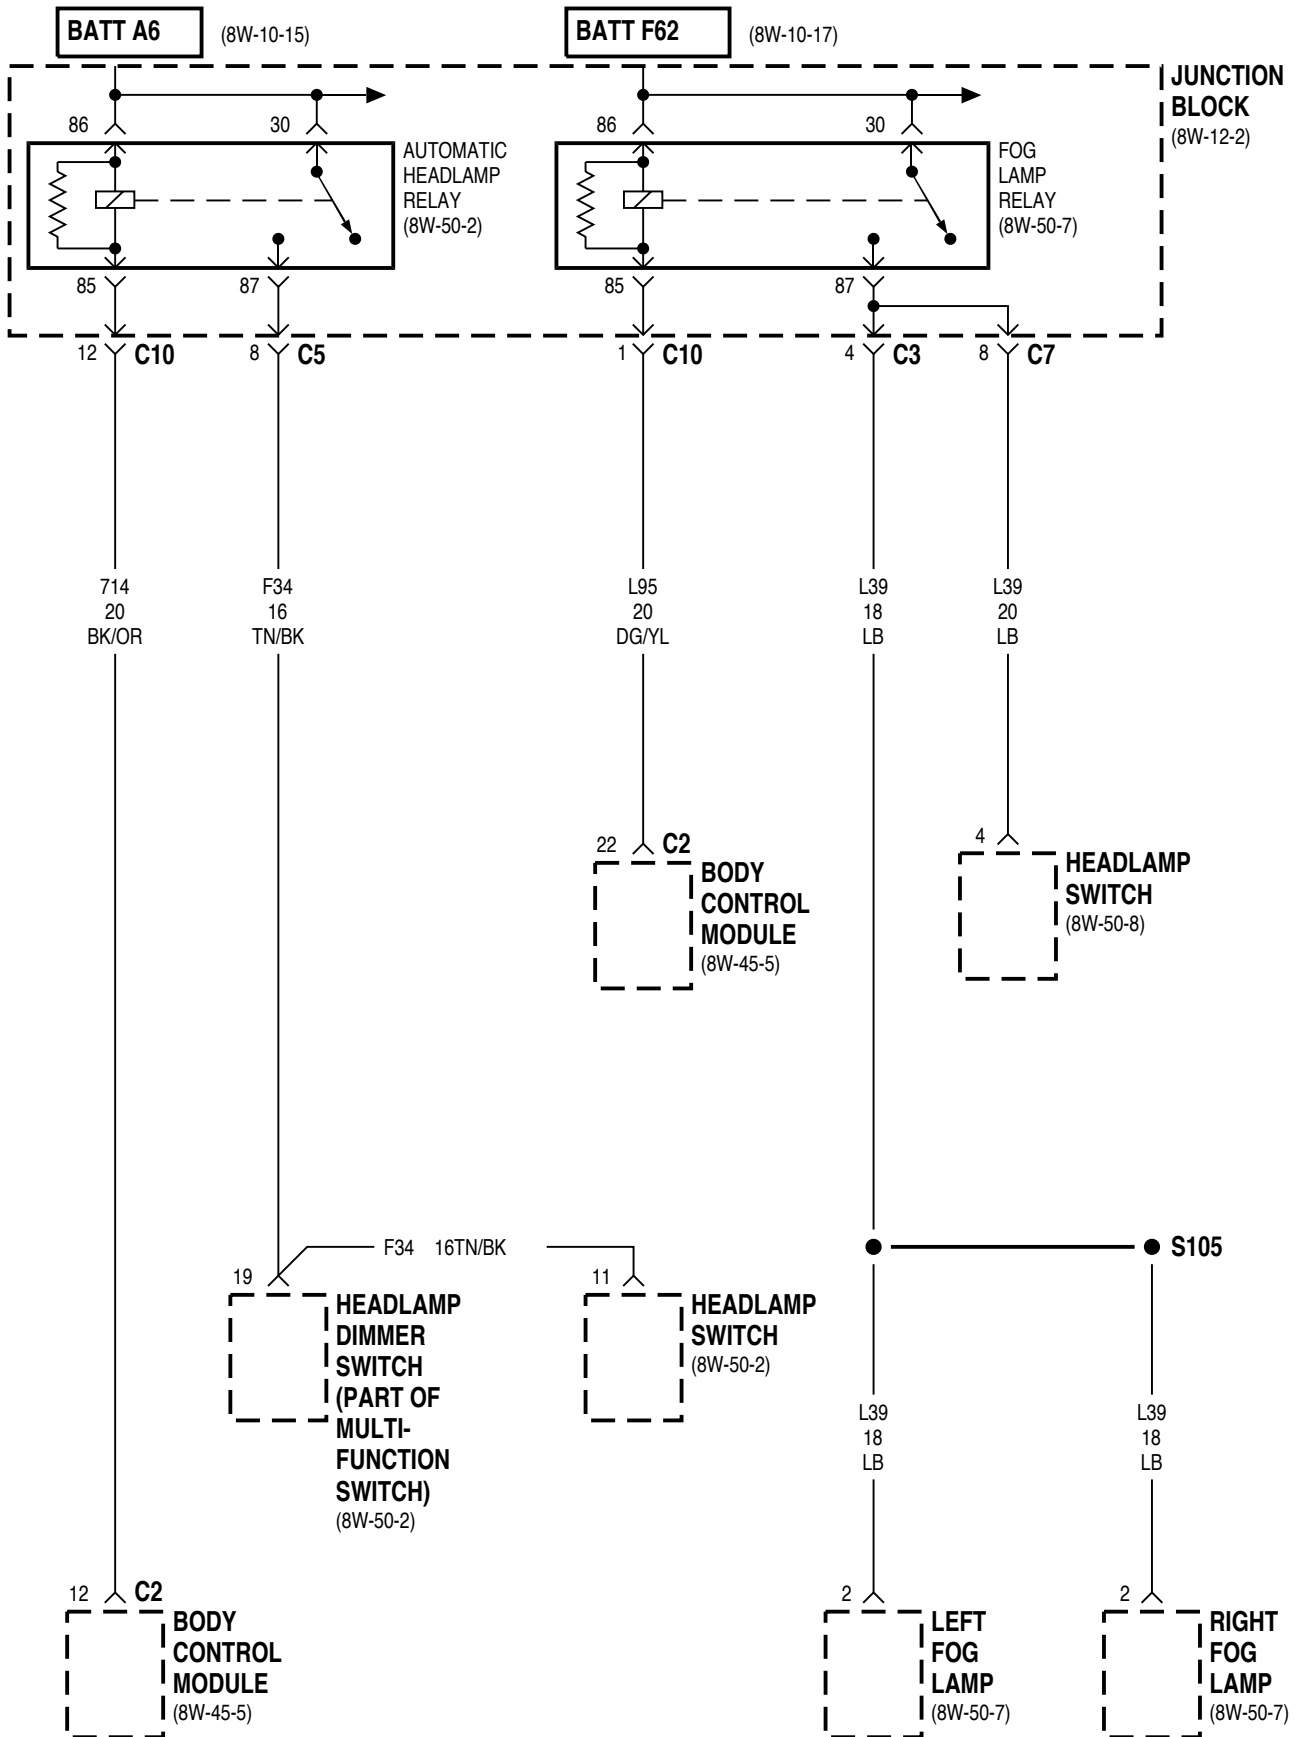 BATT A6 (8W-10-15)
BATT F62 (8W-10-17)
JUNCTION
BLOCK
(8W-12-2)
86 30
AUTOMATIC
HEADLAMP
RELAY
(8W-50-2)
85 87
86 30
FOG
LAMP
RELAY
(8W-50-7)
85 87
12 C10
8 C5
1 C10
4 C3
8 C7
714
20
BK/OR
F34
16
TN/BK
L95
20
DG/YL
L39
18
LB
L39
20
LB
22 C2
BODY
CONTROL
MODULE
(8W-45-5)
4
HEADLAMP
SWITCH
(8W-50-8)
F34 16TN/BK
S105
19
HEADLAMP
DIMMER
SWITCH
(PART OF
MULTI-
FUNCTION
SWITCH)
(8W-50-2)
11
HEADLAMP
SWITCH
(8W-50-2)
L39
18
LB
L39
18
LB
12 C2
BODY
CONTROL
MODULE
(8W-45-5)
2
LEFT
FOG
LAMP
(8W-50-7)
2
RIGHT
FOG
LAMP
(8W-50-7)